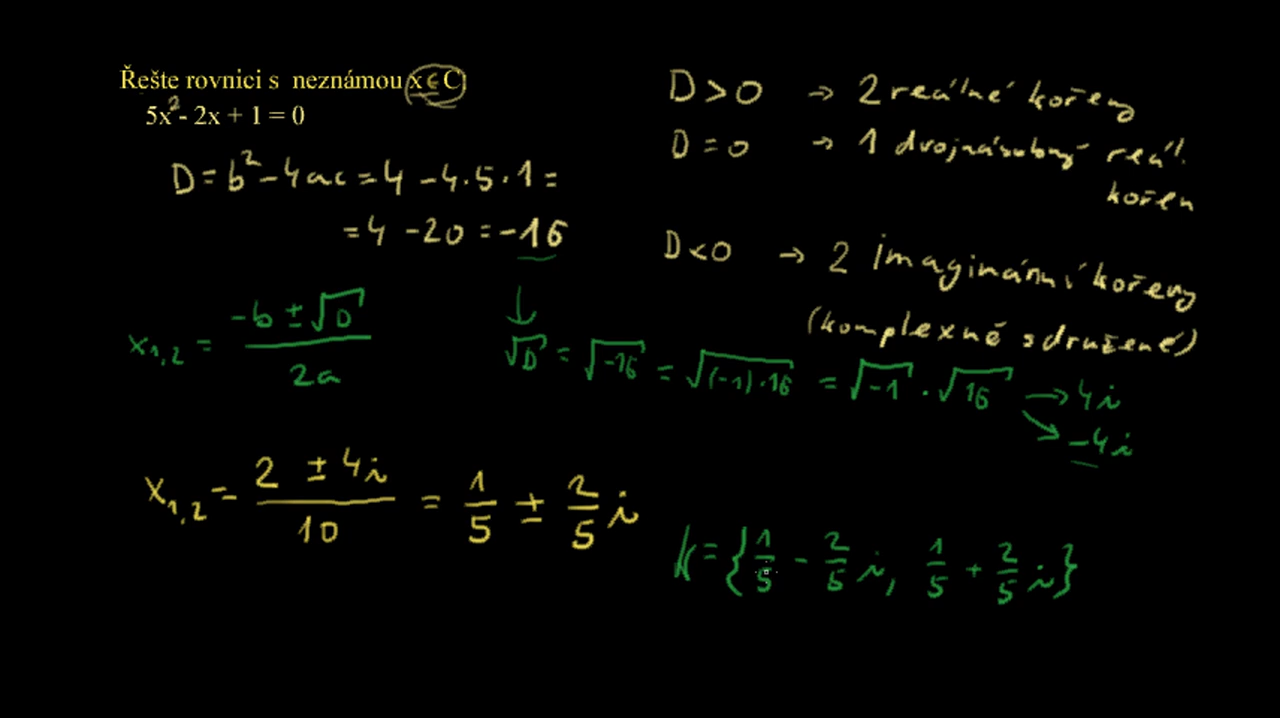 Řešte rovnici s neznámou x ∈ C
5x² - 2x + 1 = 0
D = b² - 4ac = 4 - 4·5·1 =
= 4 - 20 = -16
D > 0 → 2 reálné kořeny
D = 0 → 1 dvojnásobný reál.
kořen
D < 0 → 2 imaginární kořeny
(komplexně sdružené)
x₁,₂ = (-b ± √D) / 2a
√D = √-16 = √(-1)·16 = √-1 · √16 → 4i
→ -4i
x₁,₂ = (2 ± 4i) / 10 = 1/5 ± 2/5 i
K = {1/5 - 2/5 i, 1/5 + 2/5 i}